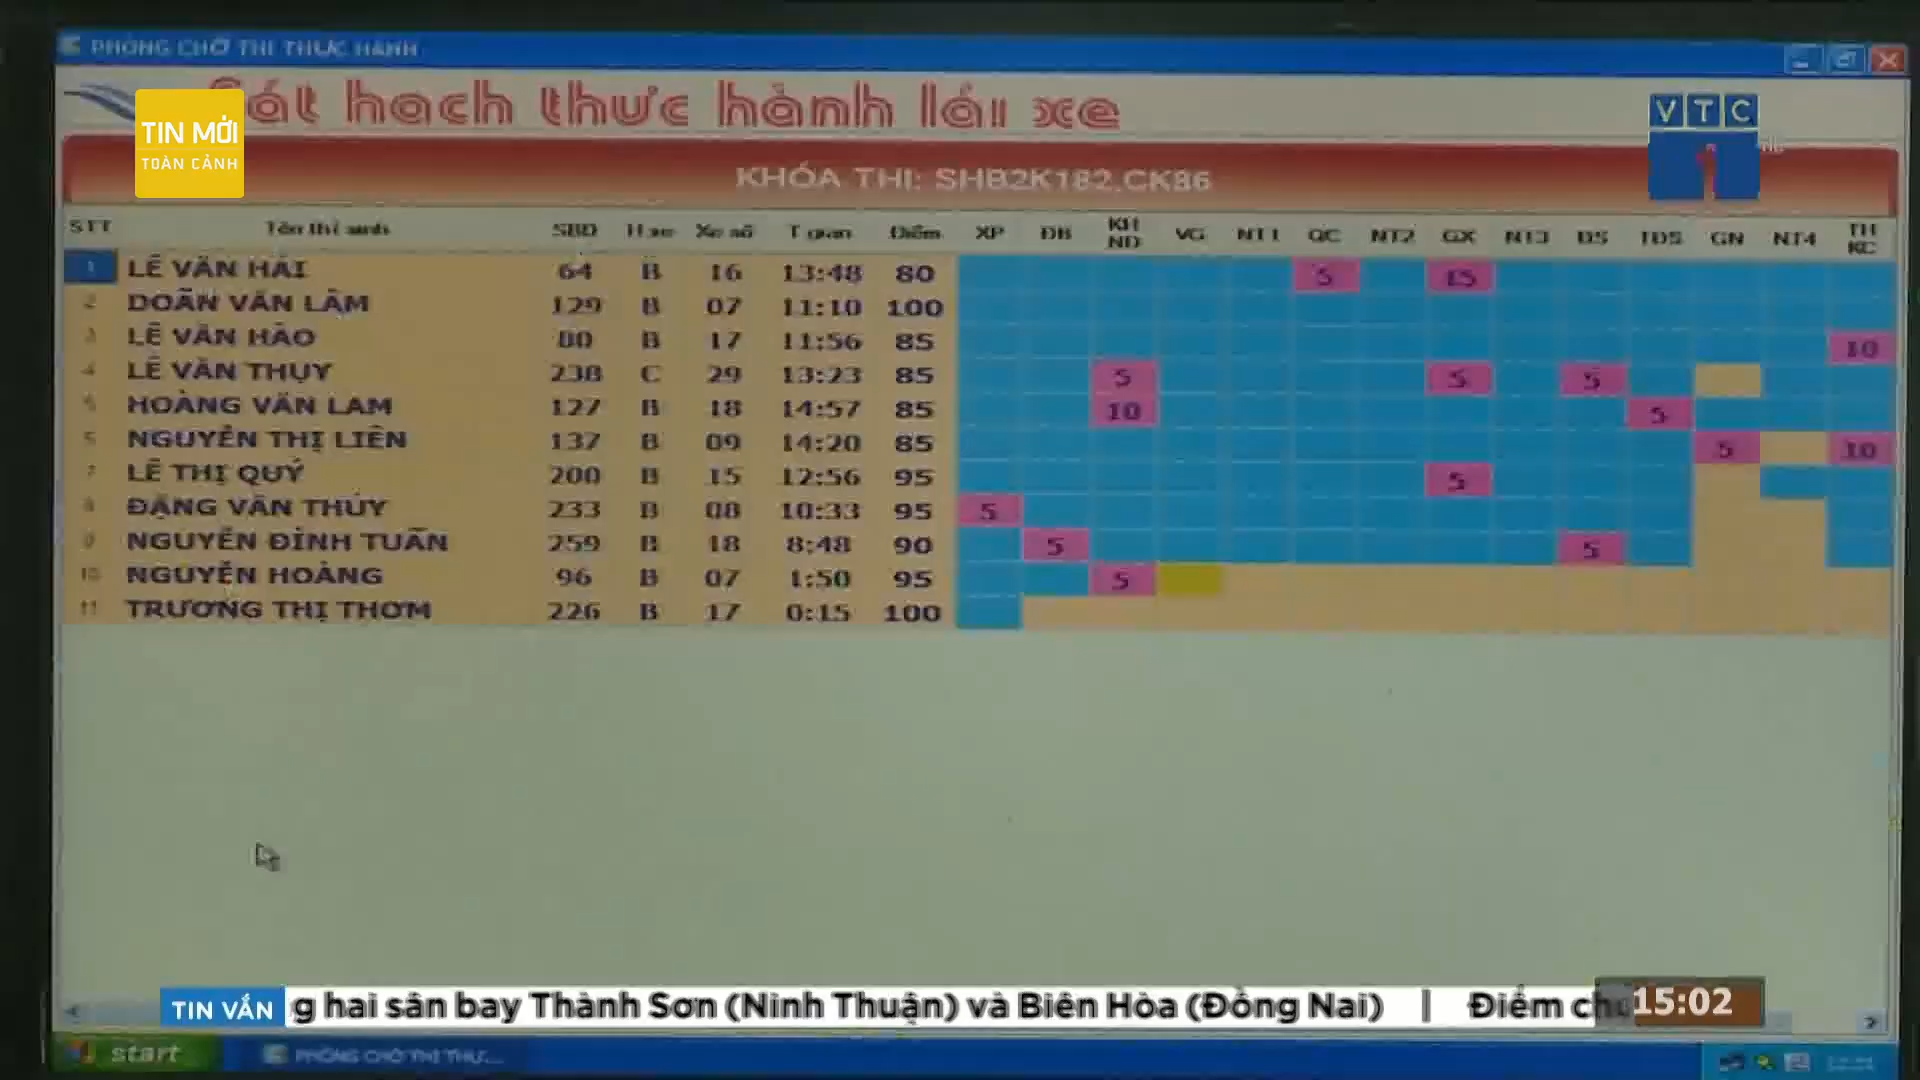 PHÒNG CHỜ THI THỰC HÀNH
Sát hạch thực hành lái xe
TIN MỚI
TOÀN CẢNH
VTC
KHÓA THI: SHB2K182.CK86
STT Tên thí sinh SBD H xe Xe số T quan Điểm XP ĐB KH ND VG NT1 QC NT2 GX NT3 ĐS TĐS GN NT4 TH KC
1 LÊ VĂN HẢI 64 B 16 13:48 80 5 15
2 DOÃN VĂN LÂM 129 B 07 11:10 100
3 LÊ VĂN HÀO 80 B 17 11:56 85 10
4 LÊ VĂN THỤY 238 C 29 13:23 85 5 5 5
5 HOÀNG VĂN LAM 127 B 18 14:57 85 10 5
6 NGUYỄN THỊ LIÊN 137 B 09 14:20 85 5 10
7 LÊ THỊ QUÝ 200 B 15 12:56 95 5
8 ĐẶNG VĂN THỦY 233 B 08 10:33 95 5
9 NGUYỄN ĐÌNH TUẤN 259 B 18 8:48 90 5 5
10 NGUYỄN HOÀNG 96 B 07 1:50 95 5
11 TRƯƠNG THỊ THƠM 226 B 17 0:15 100
TIN VẮN g hai sân bay Thành Sơn (Ninh Thuận) và Biên Hòa (Đồng Nai) | Điểm 15:02
start PHÒNG CHỜ THI THỰ...